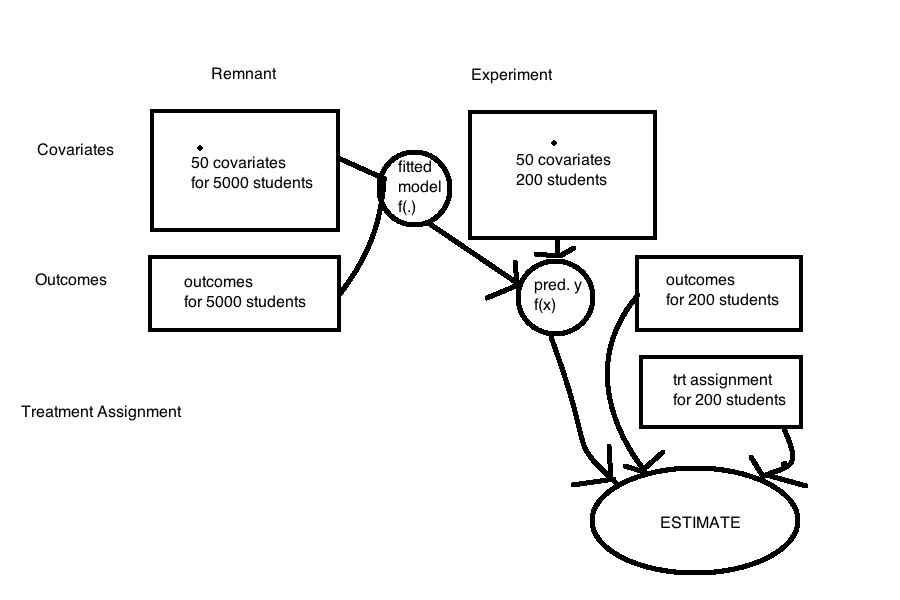 Remnant
Experiment
Covariates
50 covariates
for 5000 students
fitted
model
f(.)
50 covariates
200 students
Outcomes
outcomes
for 5000 students
pred. y
f(x)
outcomes
for 200 students
trt assignment
for 200 students
Treatment Assignment
ESTIMATE